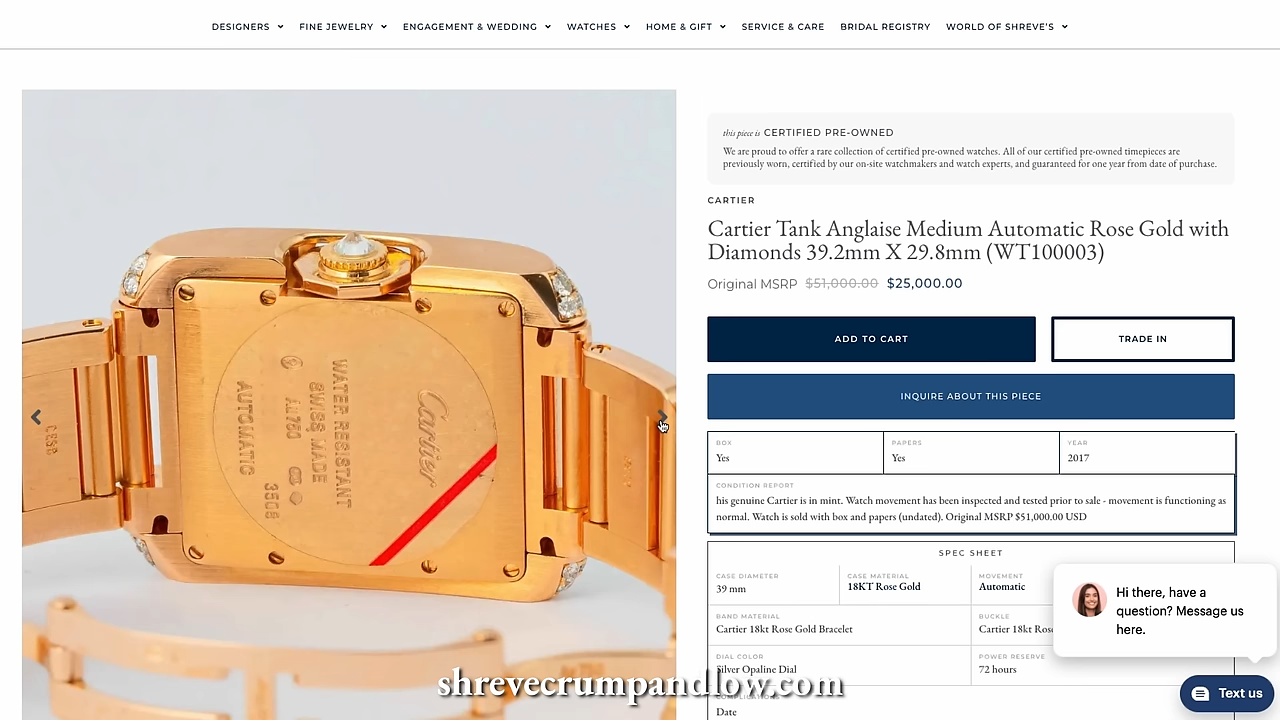 DESIGNERS FINE JEWELRY ENGAGEMENT & WEDDING WATCHES HOME & GIFT SERVICE & CARE BRIDAL REGISTRY WORLD OF SHREVE'S
this piece is CERTIFIED PRE-OWNED
We are proud to offer a rare collection of certified pre-owned watches. All of our certified pre-owned timepieces are
previously worn, certified by our on-site watchmakers and watch experts, and guaranteed for one year from date of purchase.
CARTIER
Cartier Tank Anglaise Medium Automatic Rose Gold with
Diamonds 39.2mm X 29.8mm (WT100003)
Original MSRP $51,000.00 $25,000.00
ADD TO CART TRADE IN
INQUIRE ABOUT THIS PIECE
BOX PAPERS YEAR
Yes Yes 2017
CONDITION REPORT
his genuine Cartier is in mint. Watch movement has been inspected and tested prior to sale - movement is functioning as
normal. Watch is sold with box and papers (undated). Original MSRP $51,000.00 USD
SPEC SHEET
CASE DIAMETER CASE MATERIAL MOVEMENT
39 mm 18KT Rose Gold Automatic
BAND MATERIAL BUCKLE
Cartier 18kt Rose Gold Bracelet Cartier 18kt Rose
DIAL COLOR POWER RESERVE
Silver Opaline Dial 72 hours
Date
Cartier
WATER RESISTANT
SWISS MADE
Au750
3506
AUTOMATIC
Hi there, have a
question? Message us
here.
Text us
shrevecrumpandlow.com